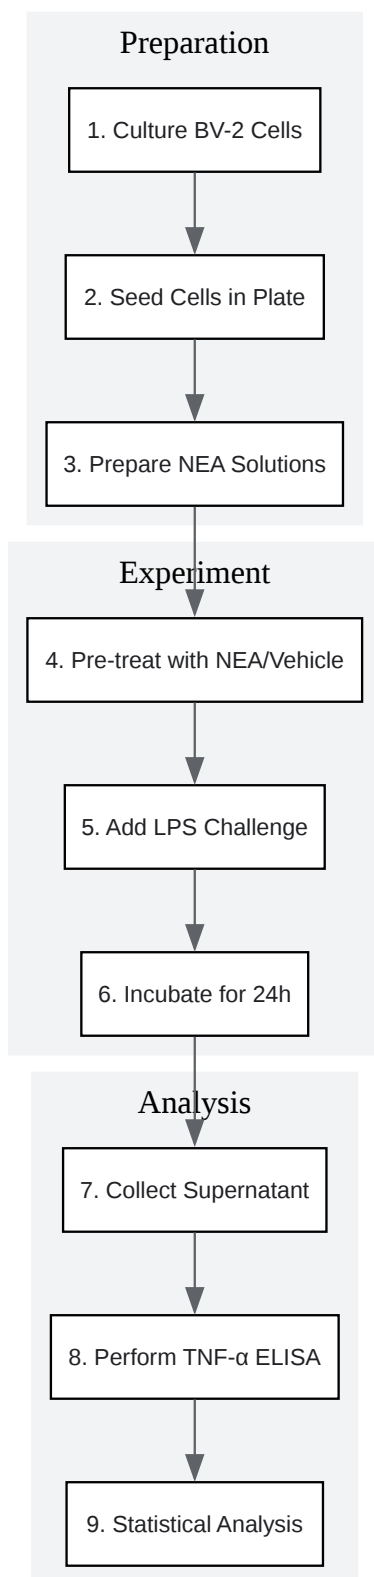 Preparation
1. Culture BV-2 Cells
2. Seed Cells in Plate
3. Prepare NEA Solutions
Experiment
4. Pre-treat with NEA/Vehicle
5. Add LPS Challenge
6. Incubate for 24h
Analysis
7. Collect Supernatant
8. Perform TNF-α ELISA
9. Statistical Analysis